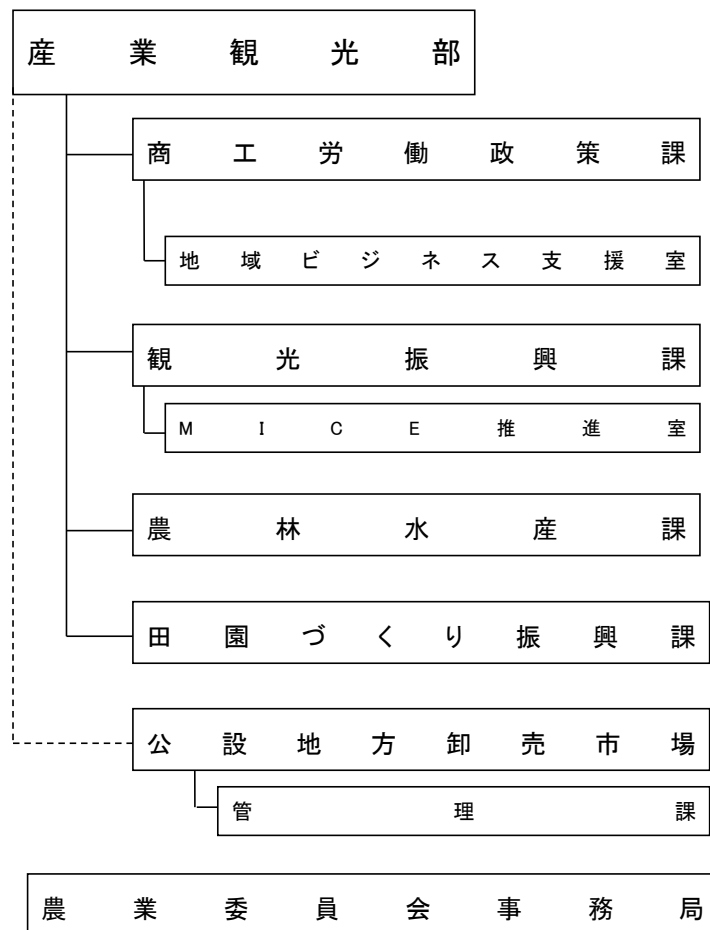 産業観光部
商工労働政策課
地域ビジネス支援室
観光振興課
MICE推進室
農林水産課
田園づくり振興課
公設地方卸売市場
管理課
農業委員会事務局